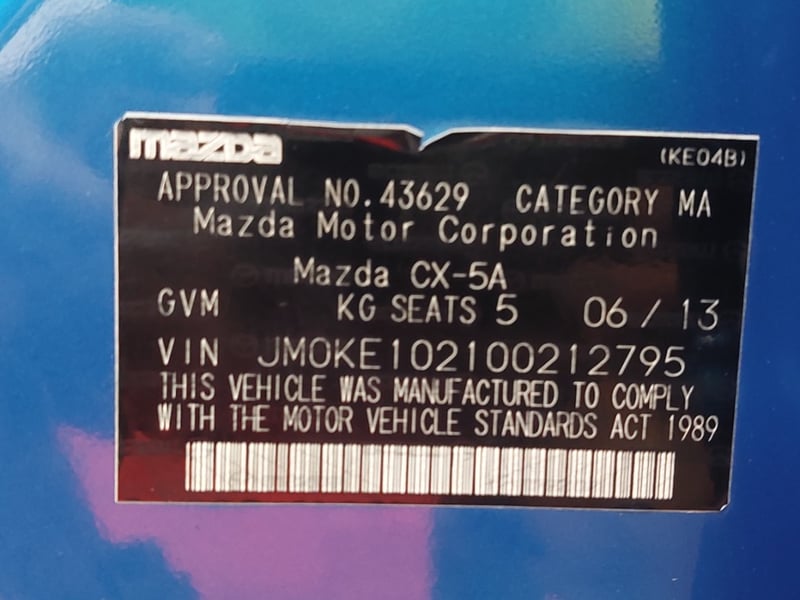 mazda (KE04B)
APPROVAL NO.43629 CATEGORY MA
Mazda Motor Corporation
Mazda CX-5A
GVM KG SEATS 5 06/13
VIN JM0KE102100212795
THIS VEHICLE WAS MANUFACTURED TO COMPLY
WITH THE MOTOR VEHICLE STANDARDS ACT 1989